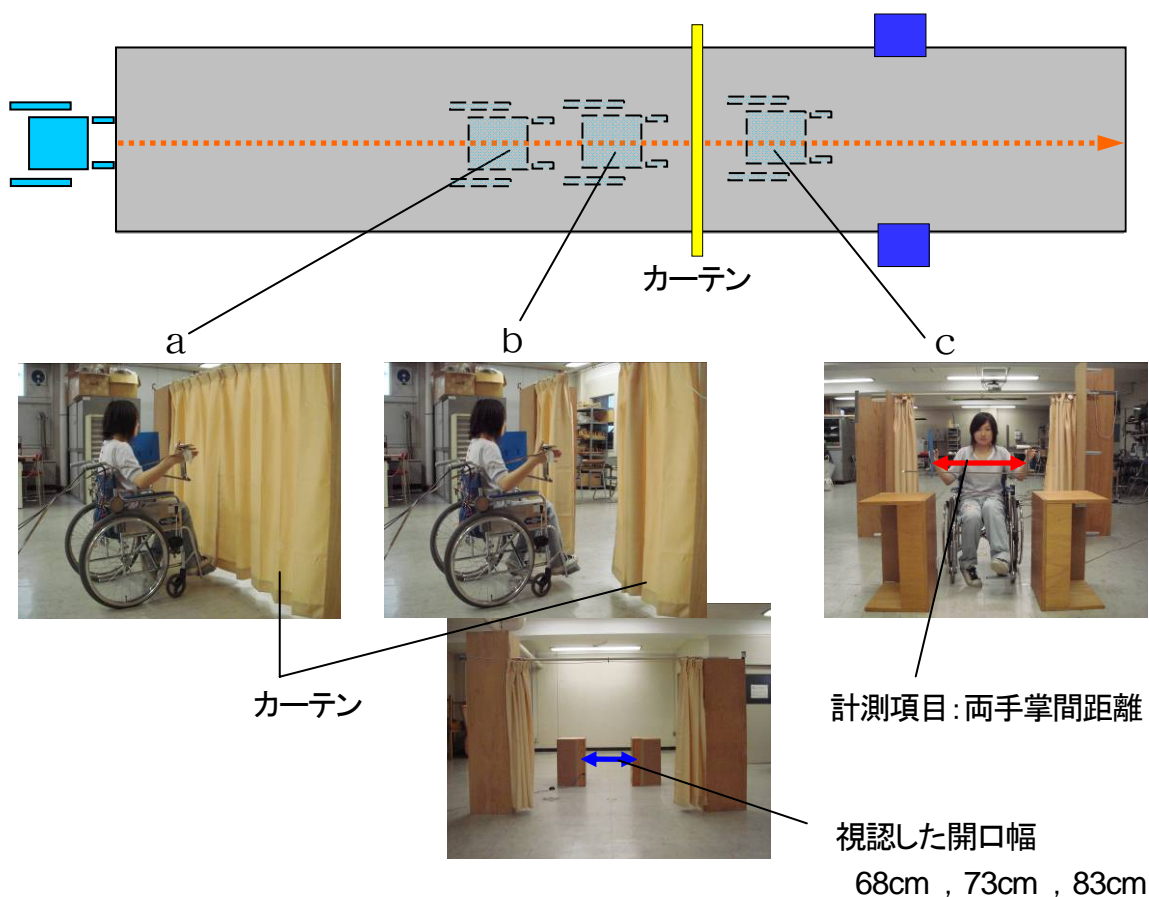 カーテン
a
b
c
カーテン
計測項目:両手掌間距離
視認した開口幅
68cm , 73cm , 83cm